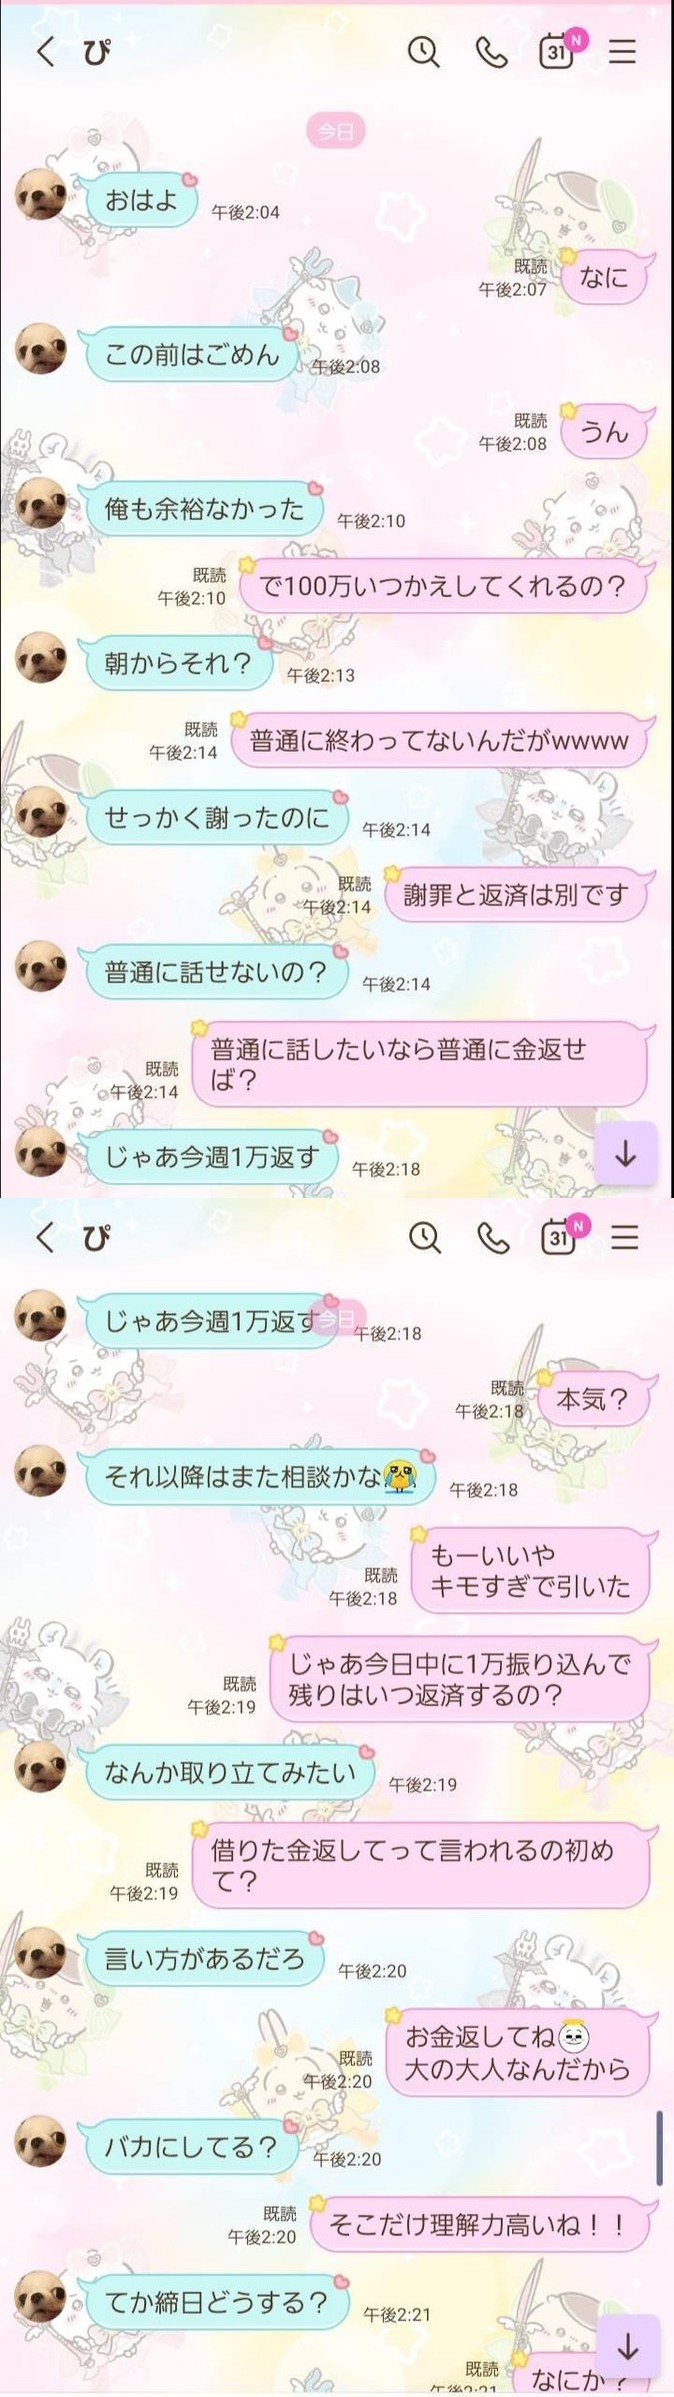 ぴ
31
N
今日
おはよ
午後2:04
既読
午後2:07
なに
この前はごめん
午後2:08
既読
午後2:08
うん
俺も余裕なかった
午後2:10
既読
午後2:10
で100万いつかえしてくれるの？
朝からそれ？
午後2:13
既読
午後2:14
普通に終わってないんだがwwww
せっかく謝ったのに
午後2:14
既読
午後2:14
謝罪と返済は別です
普通に話せないの？
午後2:14
既読
午後2:14
普通に話したいなら普通に金返せ
ば？
じゃあ今週1万返す
午後2:18
ぴ
31
N
今日
じゃあ今週1万返す
午後2:18
既読
午後2:18
本気？
それ以降はまた相談かな😭
午後2:18
既読
午後2:18
もーいいや
キモすぎで引いた
既読
午後2:19
じゃあ今日中に1万振り込んで
残りはいつ返済するの？
なんか取り立てみたい
午後2:19
既読
午後2:19
借りた金返してって言われるの初め
て？
言い方があるだろ
午後2:20
既読
午後2:20
お金返してね
大の大人なんだから
バカにしてる？
午後2:20
既読
午後2:20
そこだけ理解力高いね！！
てか締日どうする？
午後2:21
既読
午後2:21
なにが？